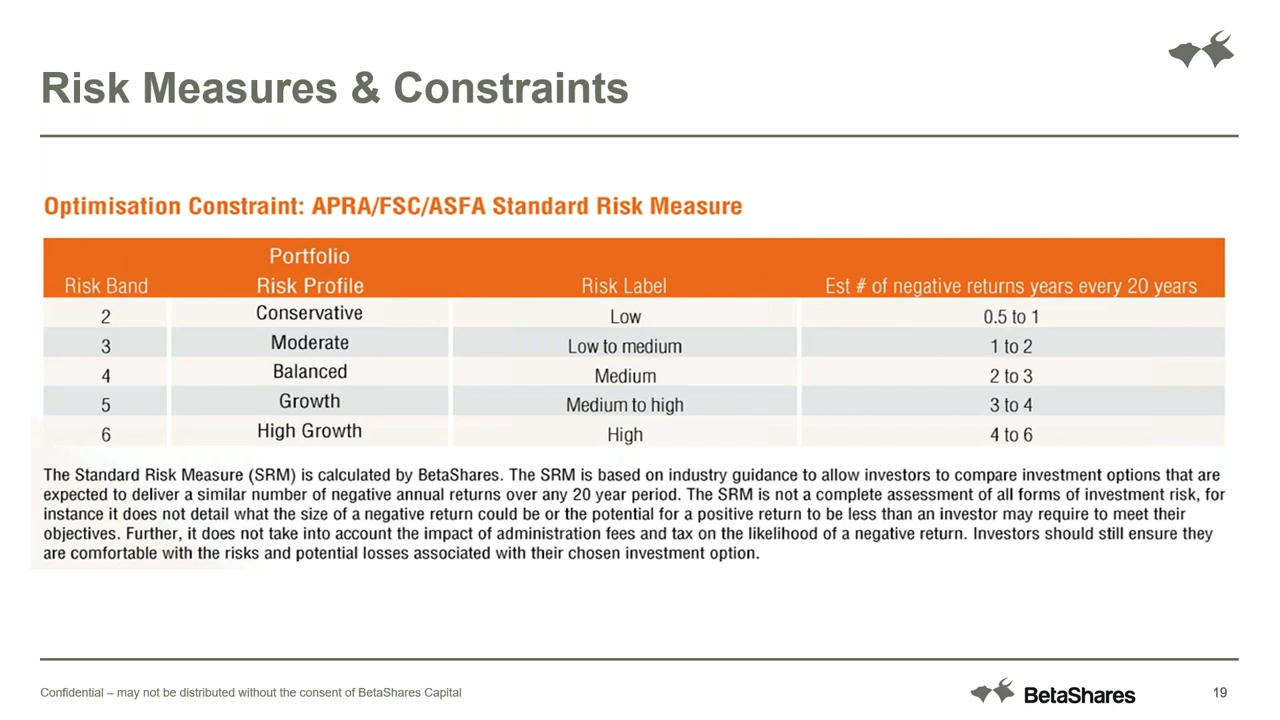 Risk Measures & Constraints
Optimisation Constraint: APRA/FSC/ASFA Standard Risk Measure
Portfolio
Risk Band Risk Profile Risk Label Est # of negative returns years every 20 years
2 Conservative Low 0.5 to 1
3 Moderate Low to medium 1 to 2
4 Balanced Medium 2 to 3
5 Growth Medium to high 3 to 4
6 High Growth High 4 to 6
The Standard Risk Measure (SRM) is calculated by BetaShares. The SRM is based on industry guidance to allow investors to compare investment options that are
expected to deliver a similar number of negative annual returns over any 20 year period. The SRM is not a complete assessment of all forms of investment risk, for
instance it does not detail what the size of a negative return could be or the potential for a positive return to be less than an investor may require to meet their
objectives. Further, it does not take into account the impact of administration fees and tax on the likelihood of a negative return. Investors should still ensure they
are comfortable with the risks and potential losses associated with their chosen investment option.
Confidential – may not be distributed without the consent of BetaShares Capital
BetaShares
19